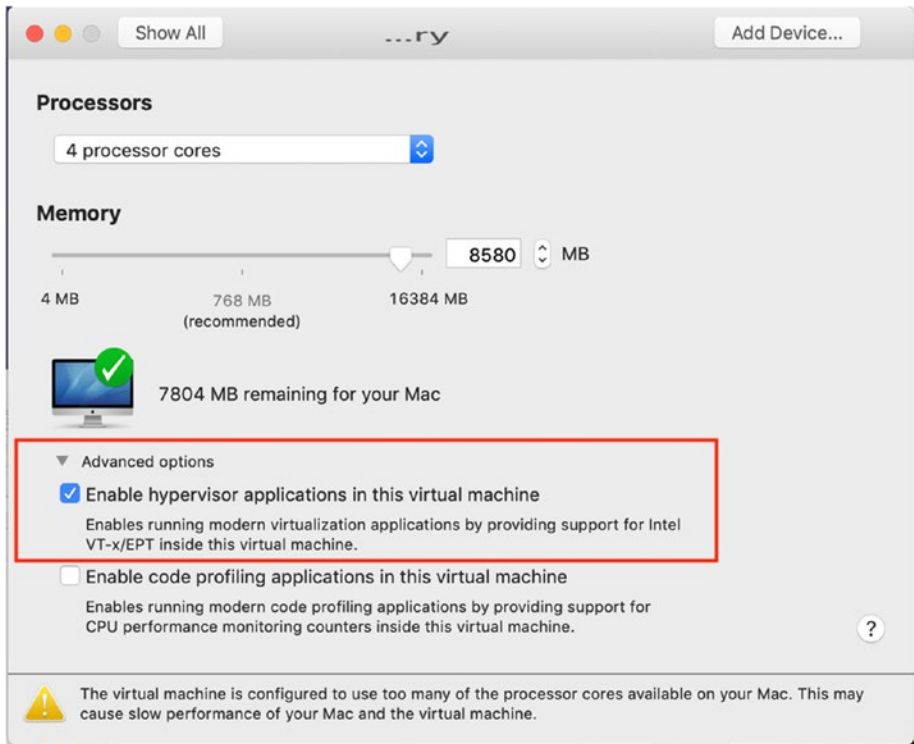 Show All
...ry
Add Device...
Processors
4 processor cores
Memory
8580 MB
4 MB
768 MB
16384 MB
(recommended)
7804 MB remaining for your Mac
Advanced options
Enable hypervisor applications in this virtual machine
Enables running modern virtualization applications by providing support for Intel
VT-x/EPT inside this virtual machine.
Enable code profiling applications in this virtual machine
Enables running modern code profiling applications by providing support for
CPU performance monitoring counters inside this virtual machine.
?
The virtual machine is configured to use too many of the processor cores available on your Mac. This may
cause slow performance of your Mac and the virtual machine.